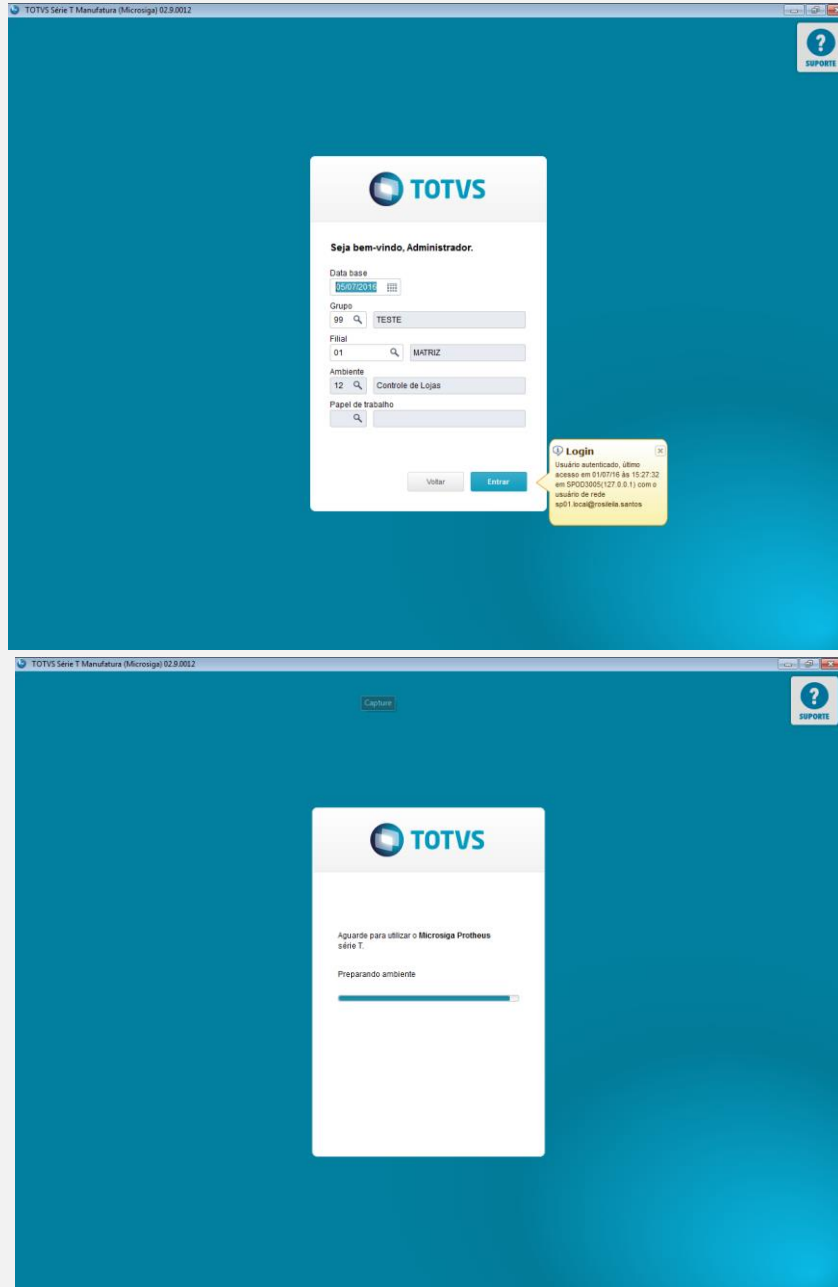 TOTVS Série T Manufatura (Microsiga) 02.9.0012
SUPORTE
TOTVS
Seja bem-vindo, Administrador.
Data base
05/07/2016
Grupo
99 TESTE
Filial
01 MATRIZ
Ambiente
12 Controle de Lojas
Papel de trabalho
Voltar Entrar
Login
Usuário autenticado, último
acesso em 01/07/16 às 15:27:32
em SPOD3005(127.0.0.1) com o
usuário de rede
sp01.local@rosileila.santos
TOTVS Série T Manufatura (Microsiga) 02.9.0012
Capture
SUPORTE
TOTVS
Aguarde para utilizar o Microsiga Protheus
série T.
Preparando ambiente